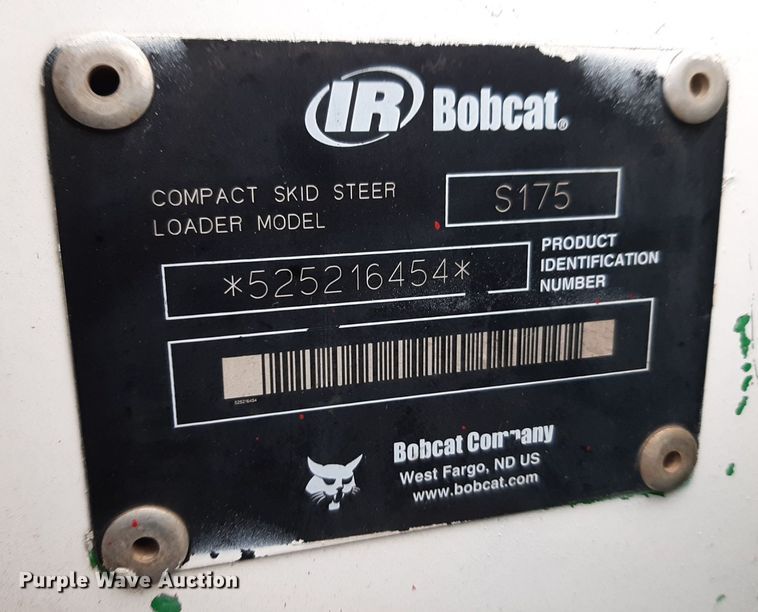 IR Bobcat®
COMPACT SKID STEER
LOADER MODEL
S175
*525216454*
PRODUCT
IDENTIFICATION
NUMBER
525216454
Bobcat Company
West Fargo, ND US
www.bobcat.com
Purple Wave Auction